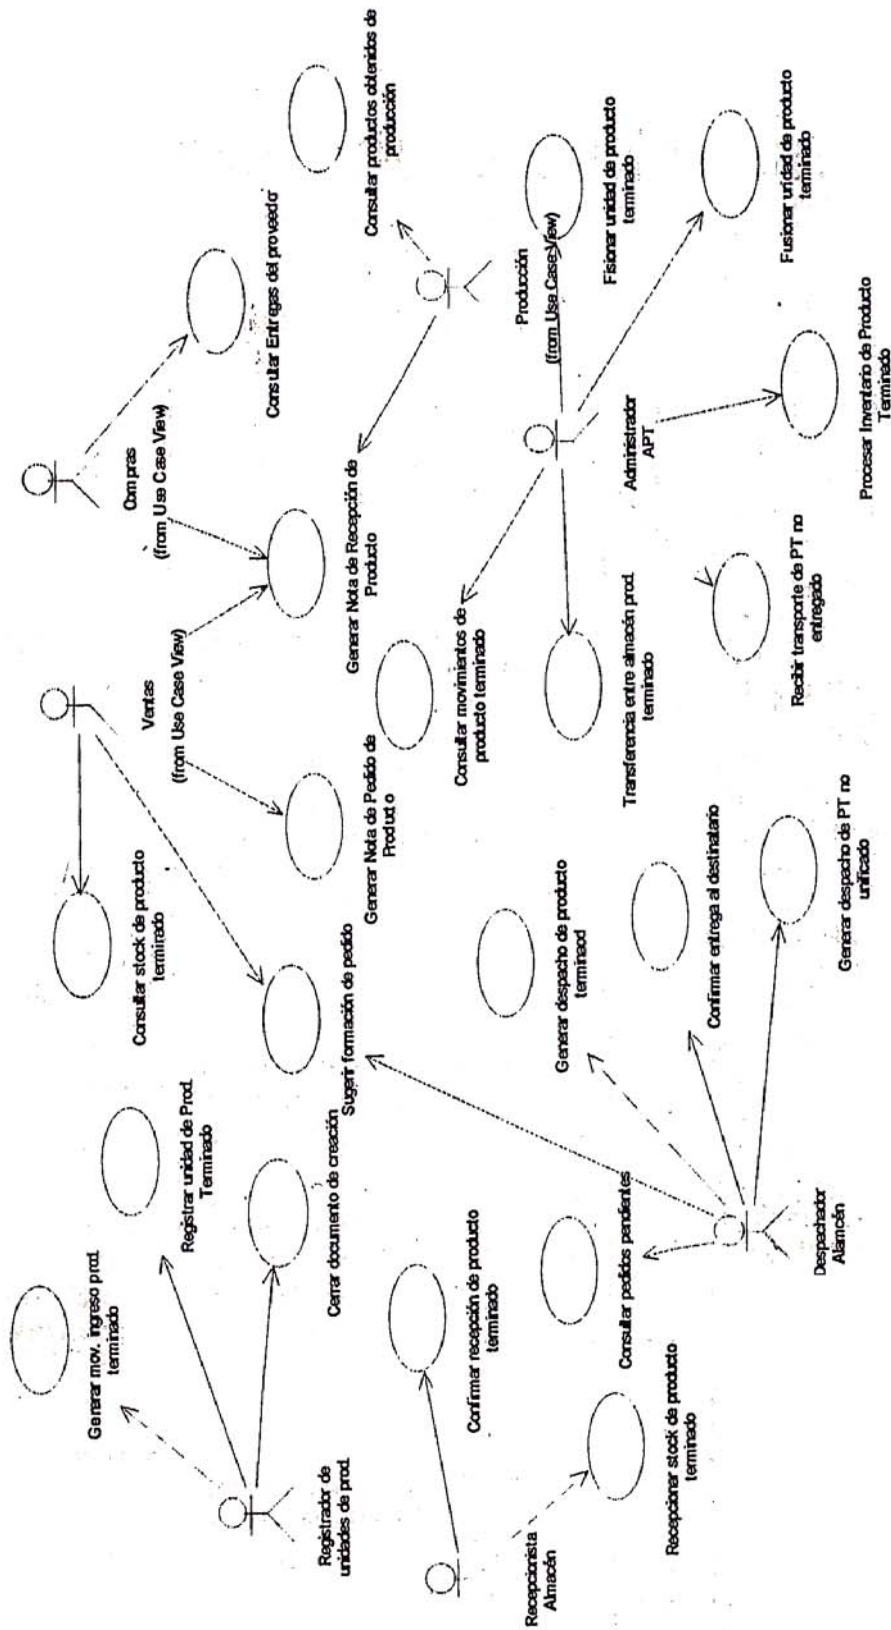 Generar mov. ingreso prod.
terminado
Registrar unidad de Prod.
Terminado
Consultar stock de producto
terminado
Ventas
(from Use Case View)
Compras
(from Use Case View)
Consultar Entregas del proveedor
Registrador de
unidades de prod.
Cerrar documento de creación
Sugerir formación de pedido
Generar Nota de Pedido de
Producto
Generar Nota de Recepción de
Producto
Consultar productos obtenidos de
producción
Confirmar recepción de producto
terminado
Consultar movimientos de
producto terminado
Producción
(from Use Case View)
Recepcionista
Almacén
Generar despacho de producto
terminaod
Fisionar unidad de producto
terminado
Consultar pedidos pendientes
Transferencia entre almacén prod.
terminado
Administrador
APT
Recepcionar stock de producto
terminado
Confirmar entrega al destinatario
Fusionar unidad de producto
terminado
Despachador
Alamcén
Generar despacho de PT no
unificado
Recibir transporte de PT no
entregado
Procesar Inventario de Producto
Terminado